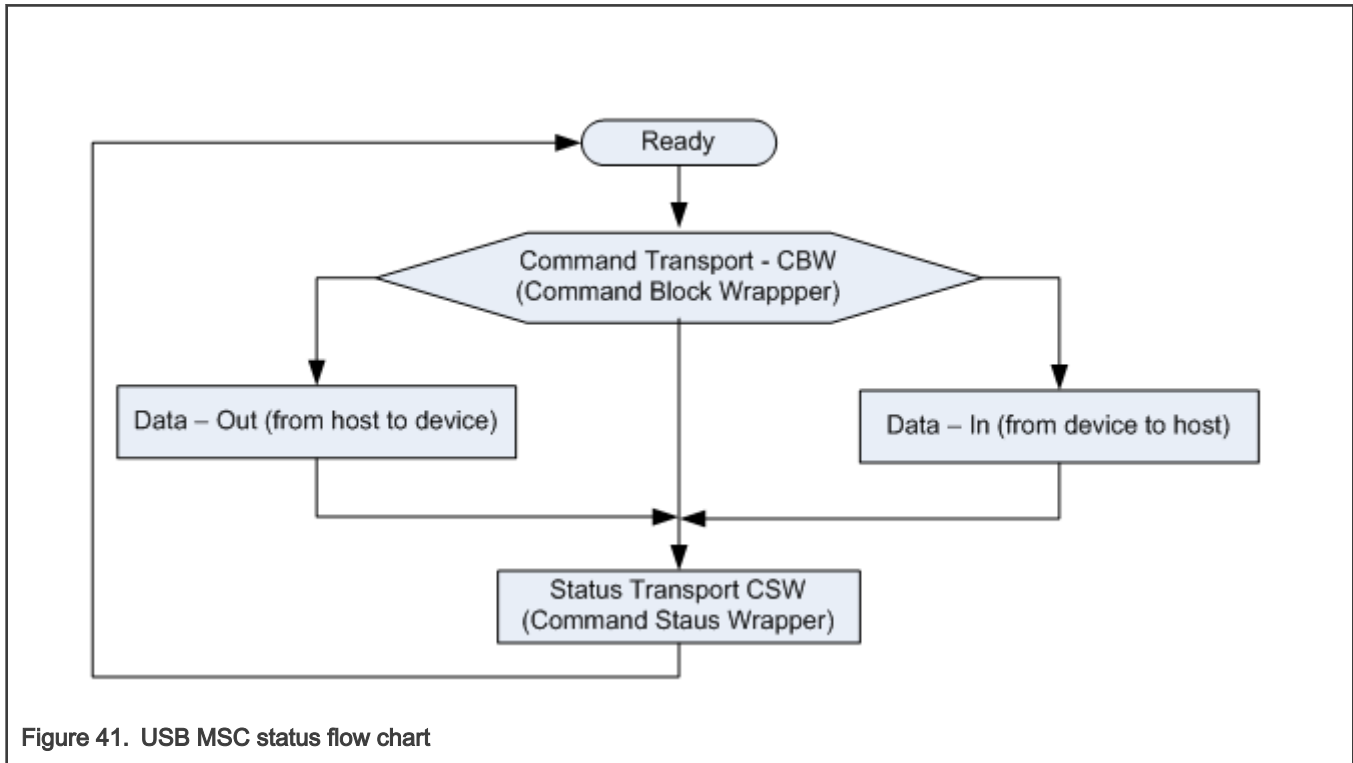 Ready
Command Transport - CBW
(Command Block Wrappper)
Data – Out (from host to device)
Data – In (from device to host)
Status Transport CSW
(Command Staus Wrapper)
Figure 41. USB MSC status flow chart